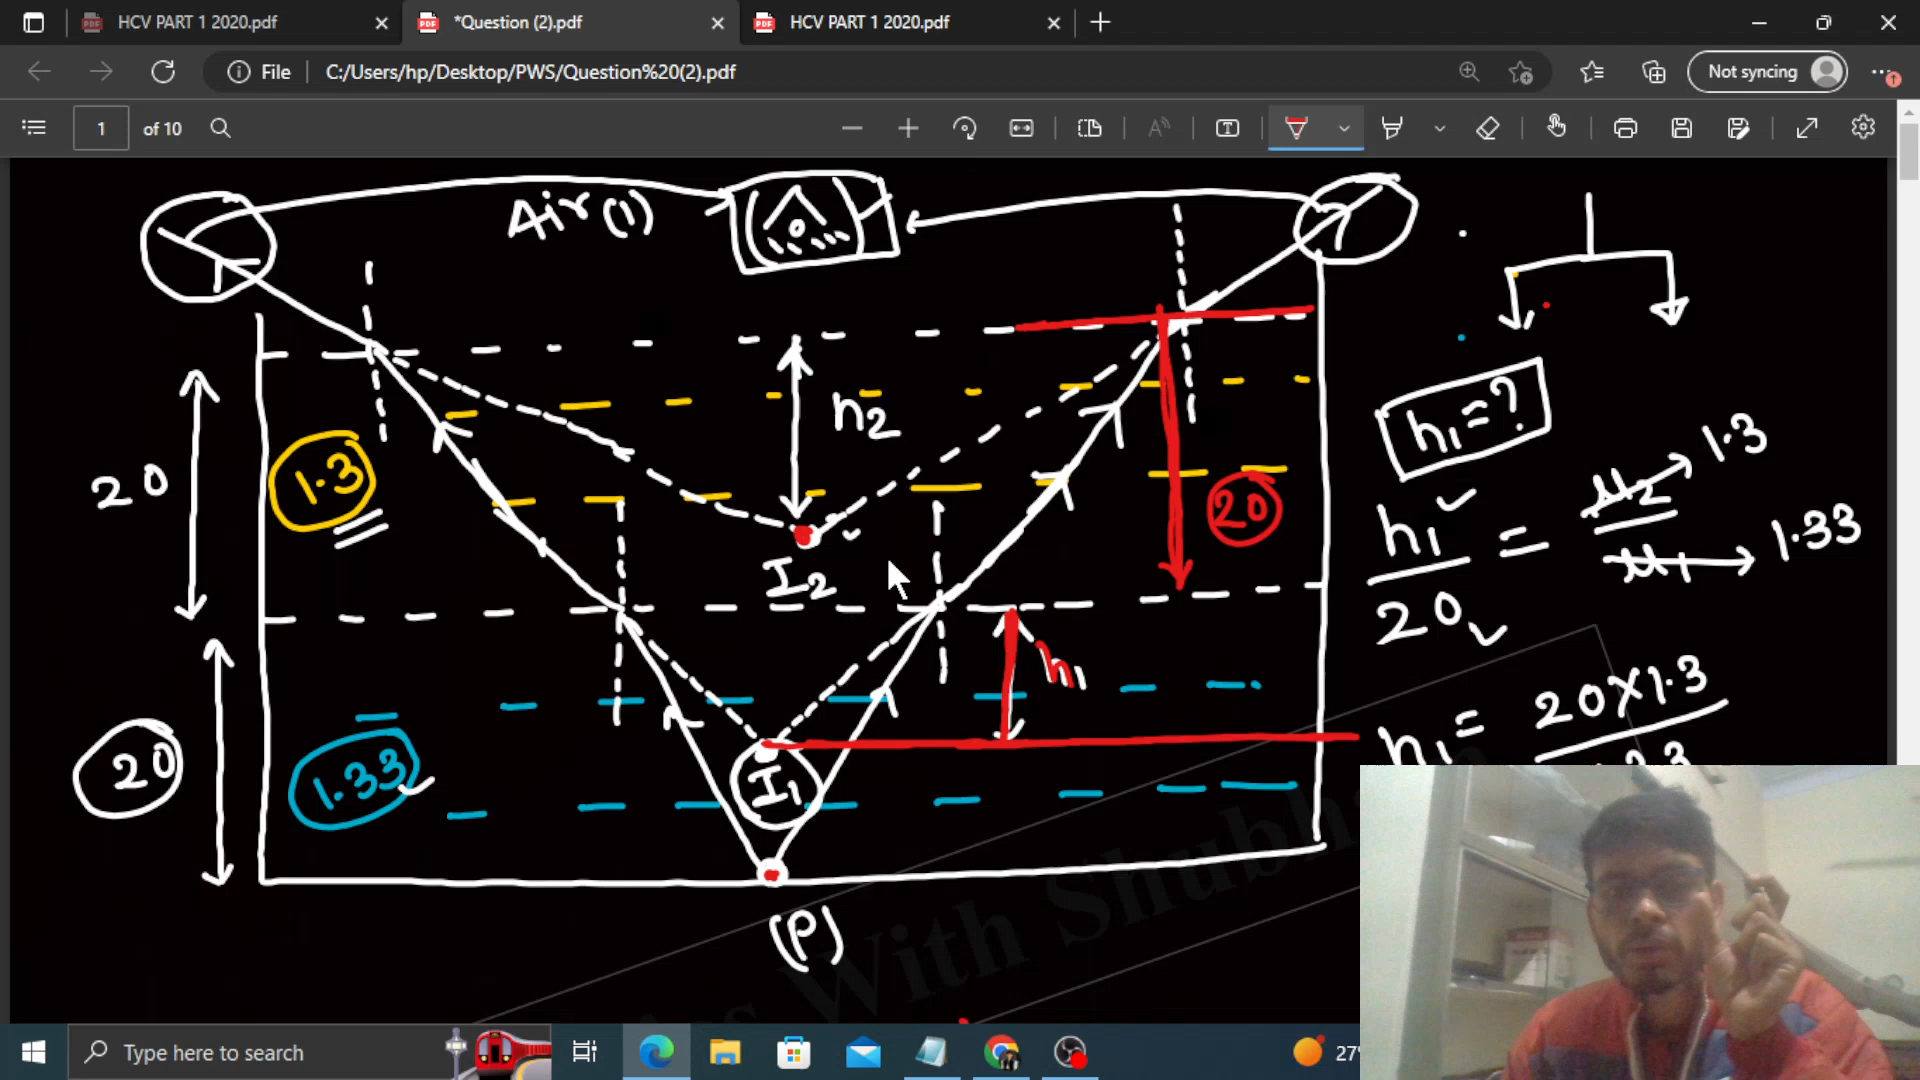 HCV PART 1 2020.pdf
*Question (2).pdf
HCV PART 1 2020.pdf
File
C:/Users/hp/Desktop/PWS/Question%20(2).pdf
Not syncing
1 of 10
Air (1)
h2
h1 = ?
20
1.3
20
I2
h1/20 = μ2/μ1
1.3
1.33
h1
h1 = 20×1.3
20
1.33
I1
(P)
With Shubh
Type here to search
27°